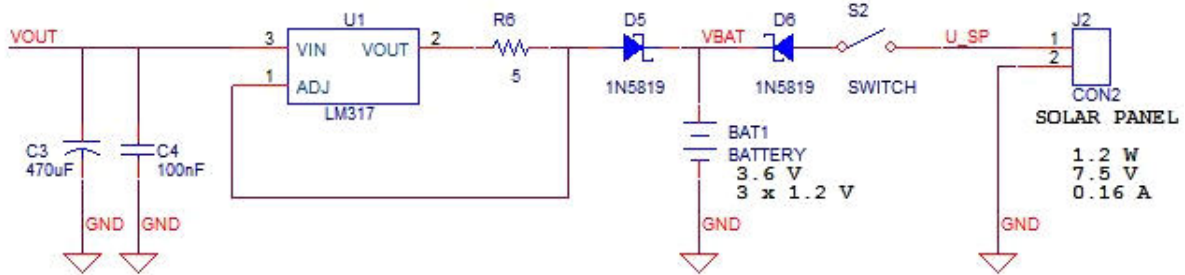 VOUT
U1
3
VIN
VOUT
2
1
ADJ
LM317
R6
5
D5
1N5819
VBAT
D6
1N5819
S2
SWITCH
U_SP
J2
1
2
CON2
SOLAR PANEL
1.2 W
7.5 V
0.16 A
C3
470uF
C4
100nF
BAT1
BATTERY
3.6 V
3 x 1.2 V
GND
GND
GND
GND